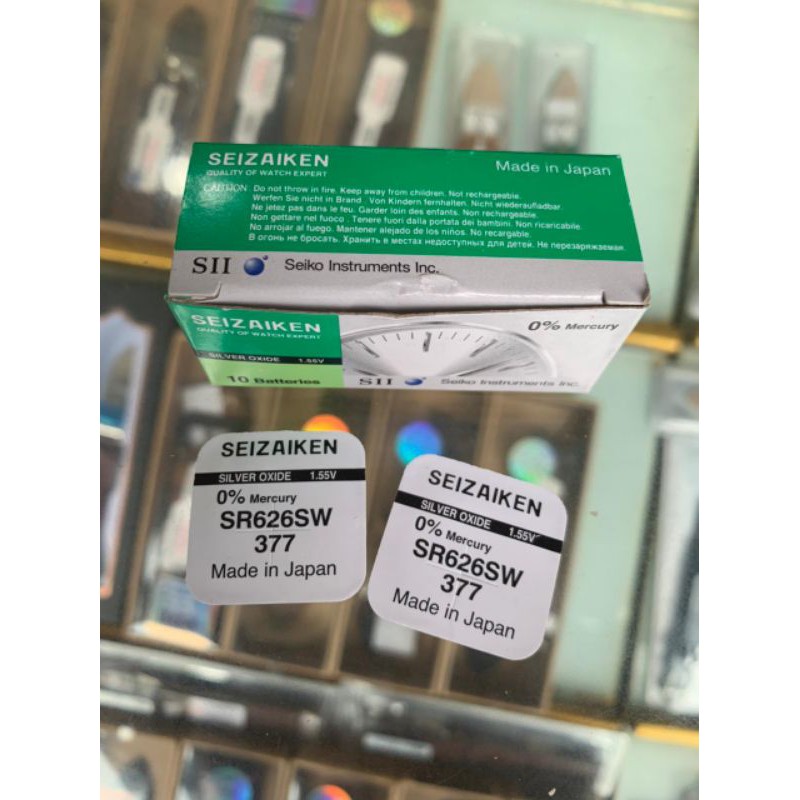 SEIZAIKEN
QUALITY OF WATCH EXPERT
Made in Japan
CAUTION Do not throw in fire. Keep away from children. Not rechargeable.
Werfen Sie nicht in Brand . Von Kindern fernhalten. Nicht wiederaufladbar.
Ne jetez pas dans le feu. Garder loin des enfants. Non rechargeable.
Non gettare nel fuoco . Tenere fuori dalla portata dei bambini. Non ricaricabile.
No arrojar al fuego. Mantener alejado de los ninos. No recargable.
В огонь не бросать. Хранить в местах недоступных для детей. Не перезаряжаемая.
SII Seiko Instruments Inc.
SEIZAIKEN
QUALITY OF WATCH EXPERT
0% Mercury
SILVER OXIDE 1.55V
10 Batteries
SII Seiko Instruments Inc.
SEIZAIKEN
SILVER OXIDE 1.55V
0% Mercury
SR626SW
377
Made in Japan
SEIZAIKEN
SILVER OXIDE 1.55V
0% Mercury
SR626SW
377
Made in Japan